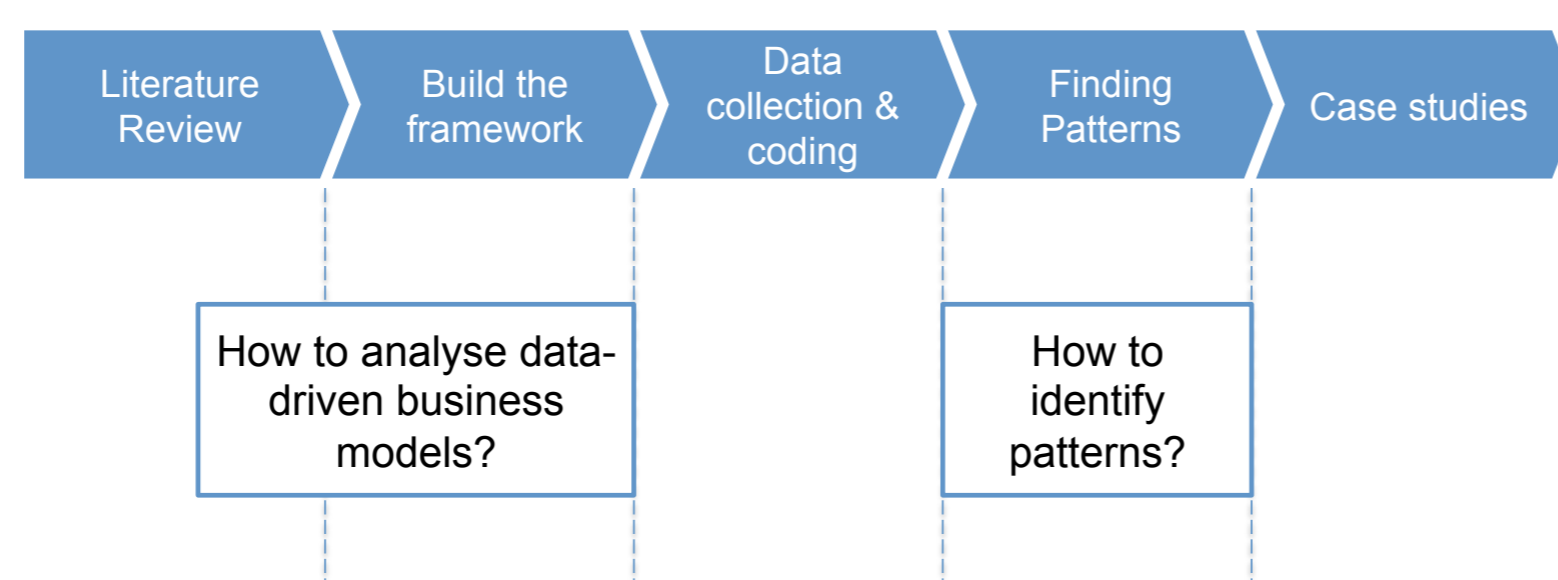 Literature
Review
Build the
framework
Data
collection &
coding
Finding
Patterns
Case studies
How to analyse data-
driven business
models?
How to
identify
patterns?